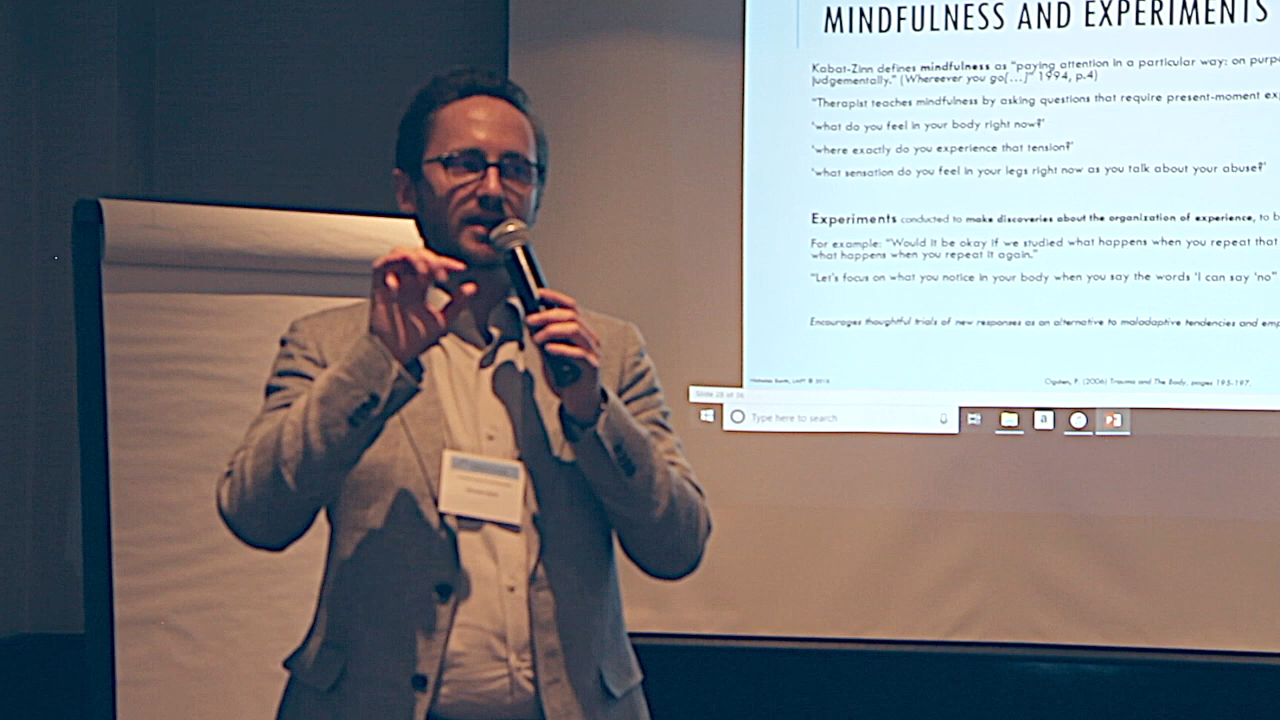 MINDFULNESS AND EXPERIMENTS
Kabat-Zinn defines mindfulness as "paying attention in a particular way: on purp
judgementally." (Whereever you go[...]" 1994, p.4)
"Therapist teaches mindfulness by asking questions that require present-moment ex
'what do you feel in your body right now?'
'where exactly do you experience that tension?'
'what sensation do you feel in your legs right now as you talk about your abuse?'
Experiments conducted to make discoveries about the organization of experience, to b
For example: "Would it be okay if we studied what happens when you repeat that
what happens when you repeat it again."
"Let's focus on what you notice in your body when you say the words 'I can say 'no"
Encourages thoughtful trials of new responses as an alternative to maladaptive tendencies and emp
Ogden, P. (2006) Trauma and The Body, pages 195-197.
Slide 28 of 36
Type here to search
a